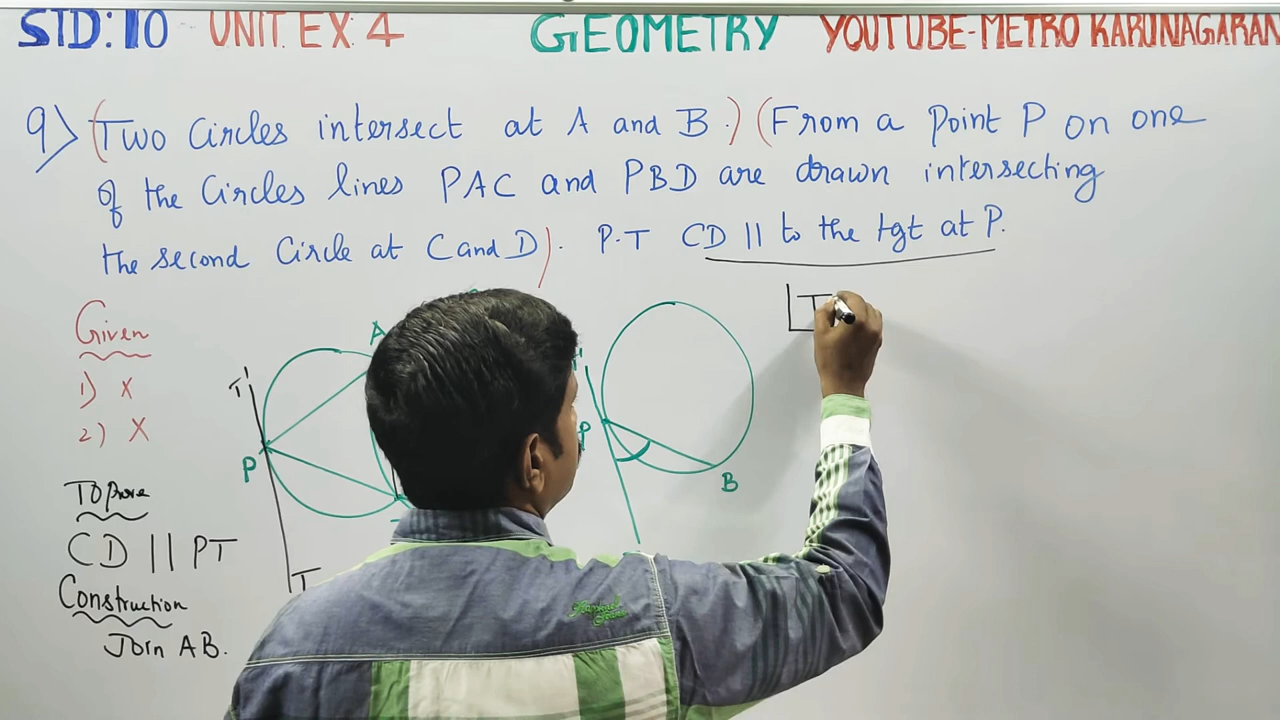 STD: 10 UNIT. EX. 4 GEOMETRY YOUTUBE-METRO KARUNAGARAN
9) (Two Circles intersect at A and B.) (From a Point P on one
of the Circles lines PAC and PBD are drawn intersecting
the second Circle at C and D). P.T CD || to the tgt at P.
Given
1) X
2) X
To Prove
CD || PT
Construction
Join AB.
A
T'
P
T
P
B
T